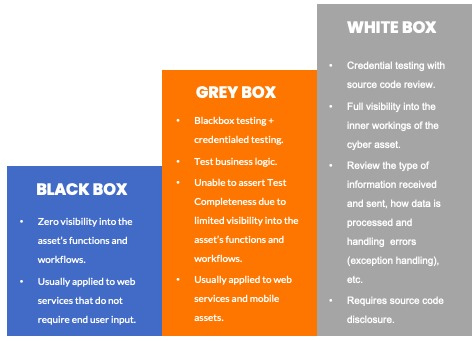 BLACK BOX
• Zero visibility into the
asset's functions and
workflows.
• Usually applied to web
services that do not
require end user input.
GREY BOX
• Blackbox testing +
credentialed testing.
• Test business logic.
• Unable to assert Test
Completeness due to
limited visibility into the
asset's functions and
workflows.
• Usually applied to web
services and mobile
assets.
WHITE BOX
• Credential testing with
source code review.
• Full visibility into the
inner workings of the
cyber asset.
• Review the type of
information received
and sent, how data is
processed and
handling errors
(exception handling),
etc.
• Requires source code
disclosure.